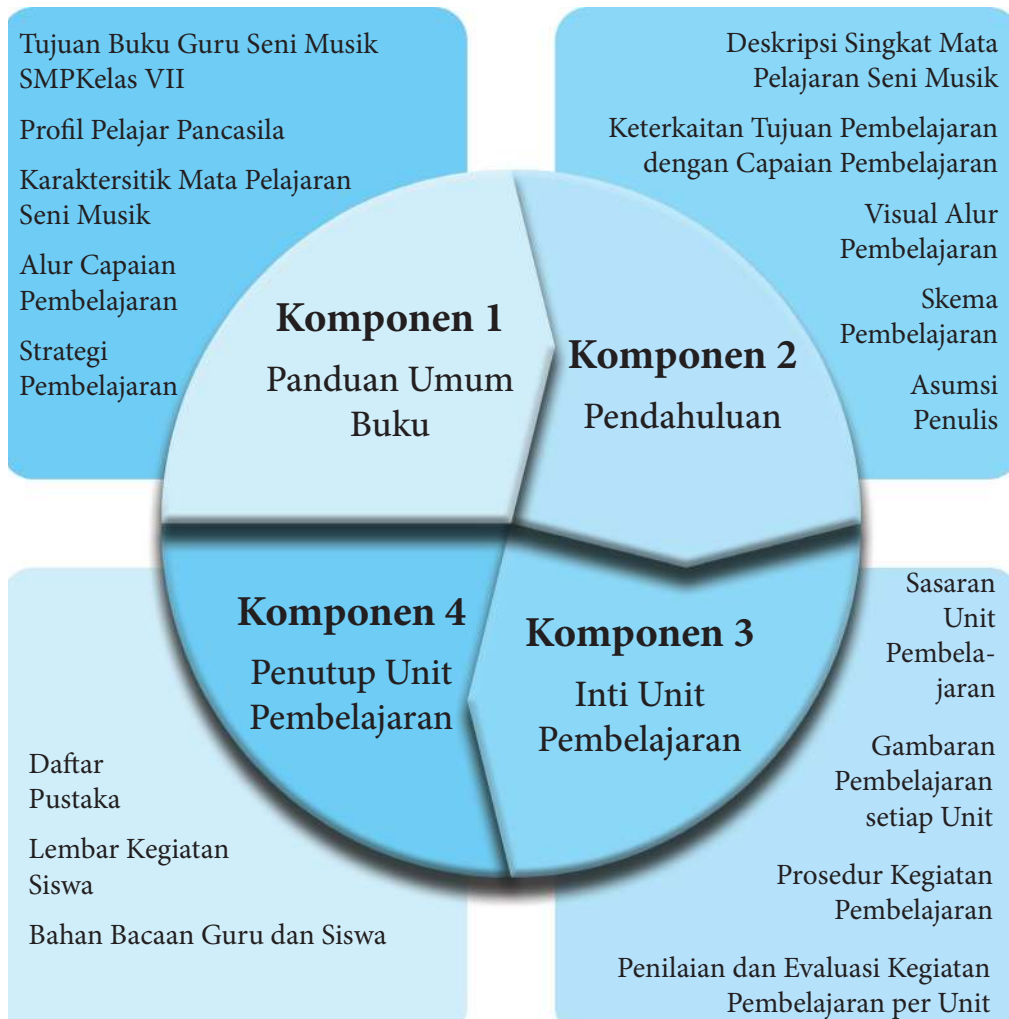 Tujuan Buku Guru Seni Musik
SMPKelas VII
Profil Pelajar Pancasila
Karaktersitik Mata Pelajaran
Seni Musik
Alur Capaian
Pembelajaran
Strategi
Pembelajaran
Deskripsi Singkat Mata
Pelajaran Seni Musik
Keterkaitan Tujuan Pembelajaran
dengan Capaian Pembelajaran
Visual Alur
Pembelajaran
Skema
Pembelajaran
Asumsi
Penulis
Komponen 1
Panduan Umum
Buku
Komponen 2
Pendahuluan
Komponen 4
Penutup Unit
Pembelajaran
Komponen 3
Inti Unit
Pembelajaran
Daftar
Pustaka
Lembar Kegiatan
Siswa
Bahan Bacaan Guru dan Siswa
Sasaran
Unit
Pembela-
jaran
Gambaran
Pembelajaran
setiap Unit
Prosedur Kegiatan
Pembelajaran
Penilaian dan Evaluasi Kegiatan
Pembelajaran per Unit